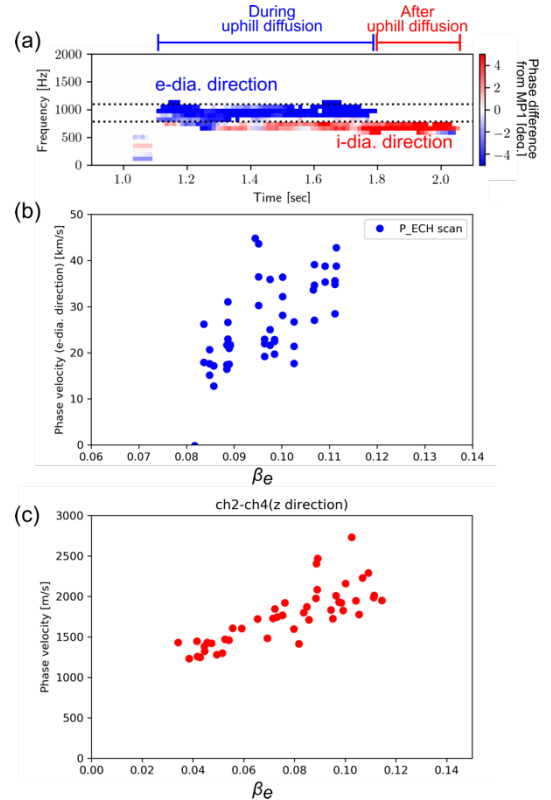 During
uphill diffusion
After
uphill diffusion
(a)
2000
1500
1000
500
0
Frequency [Hz]
e-dia. direction
i-dia. direction
1.0 1.2 1.4 1.6 1.8 2.0
Time [sec]
4
2
0
−2
−4
Phase difference
from MP1 [deg.]
(b)
50
40
30
20
10
0
Phase velocity (e-dia. direction) [km/s]
P_ECH scan
0.06 0.07 0.08 0.09 0.10 0.11 0.12 0.13 0.14
βe
(c)
ch2-ch4(z direction)
3000
2500
2000
1500
1000
500
0
Phase velocity [m/s]
0.00 0.02 0.04 0.06 0.08 0.10 0.12 0.14
βe